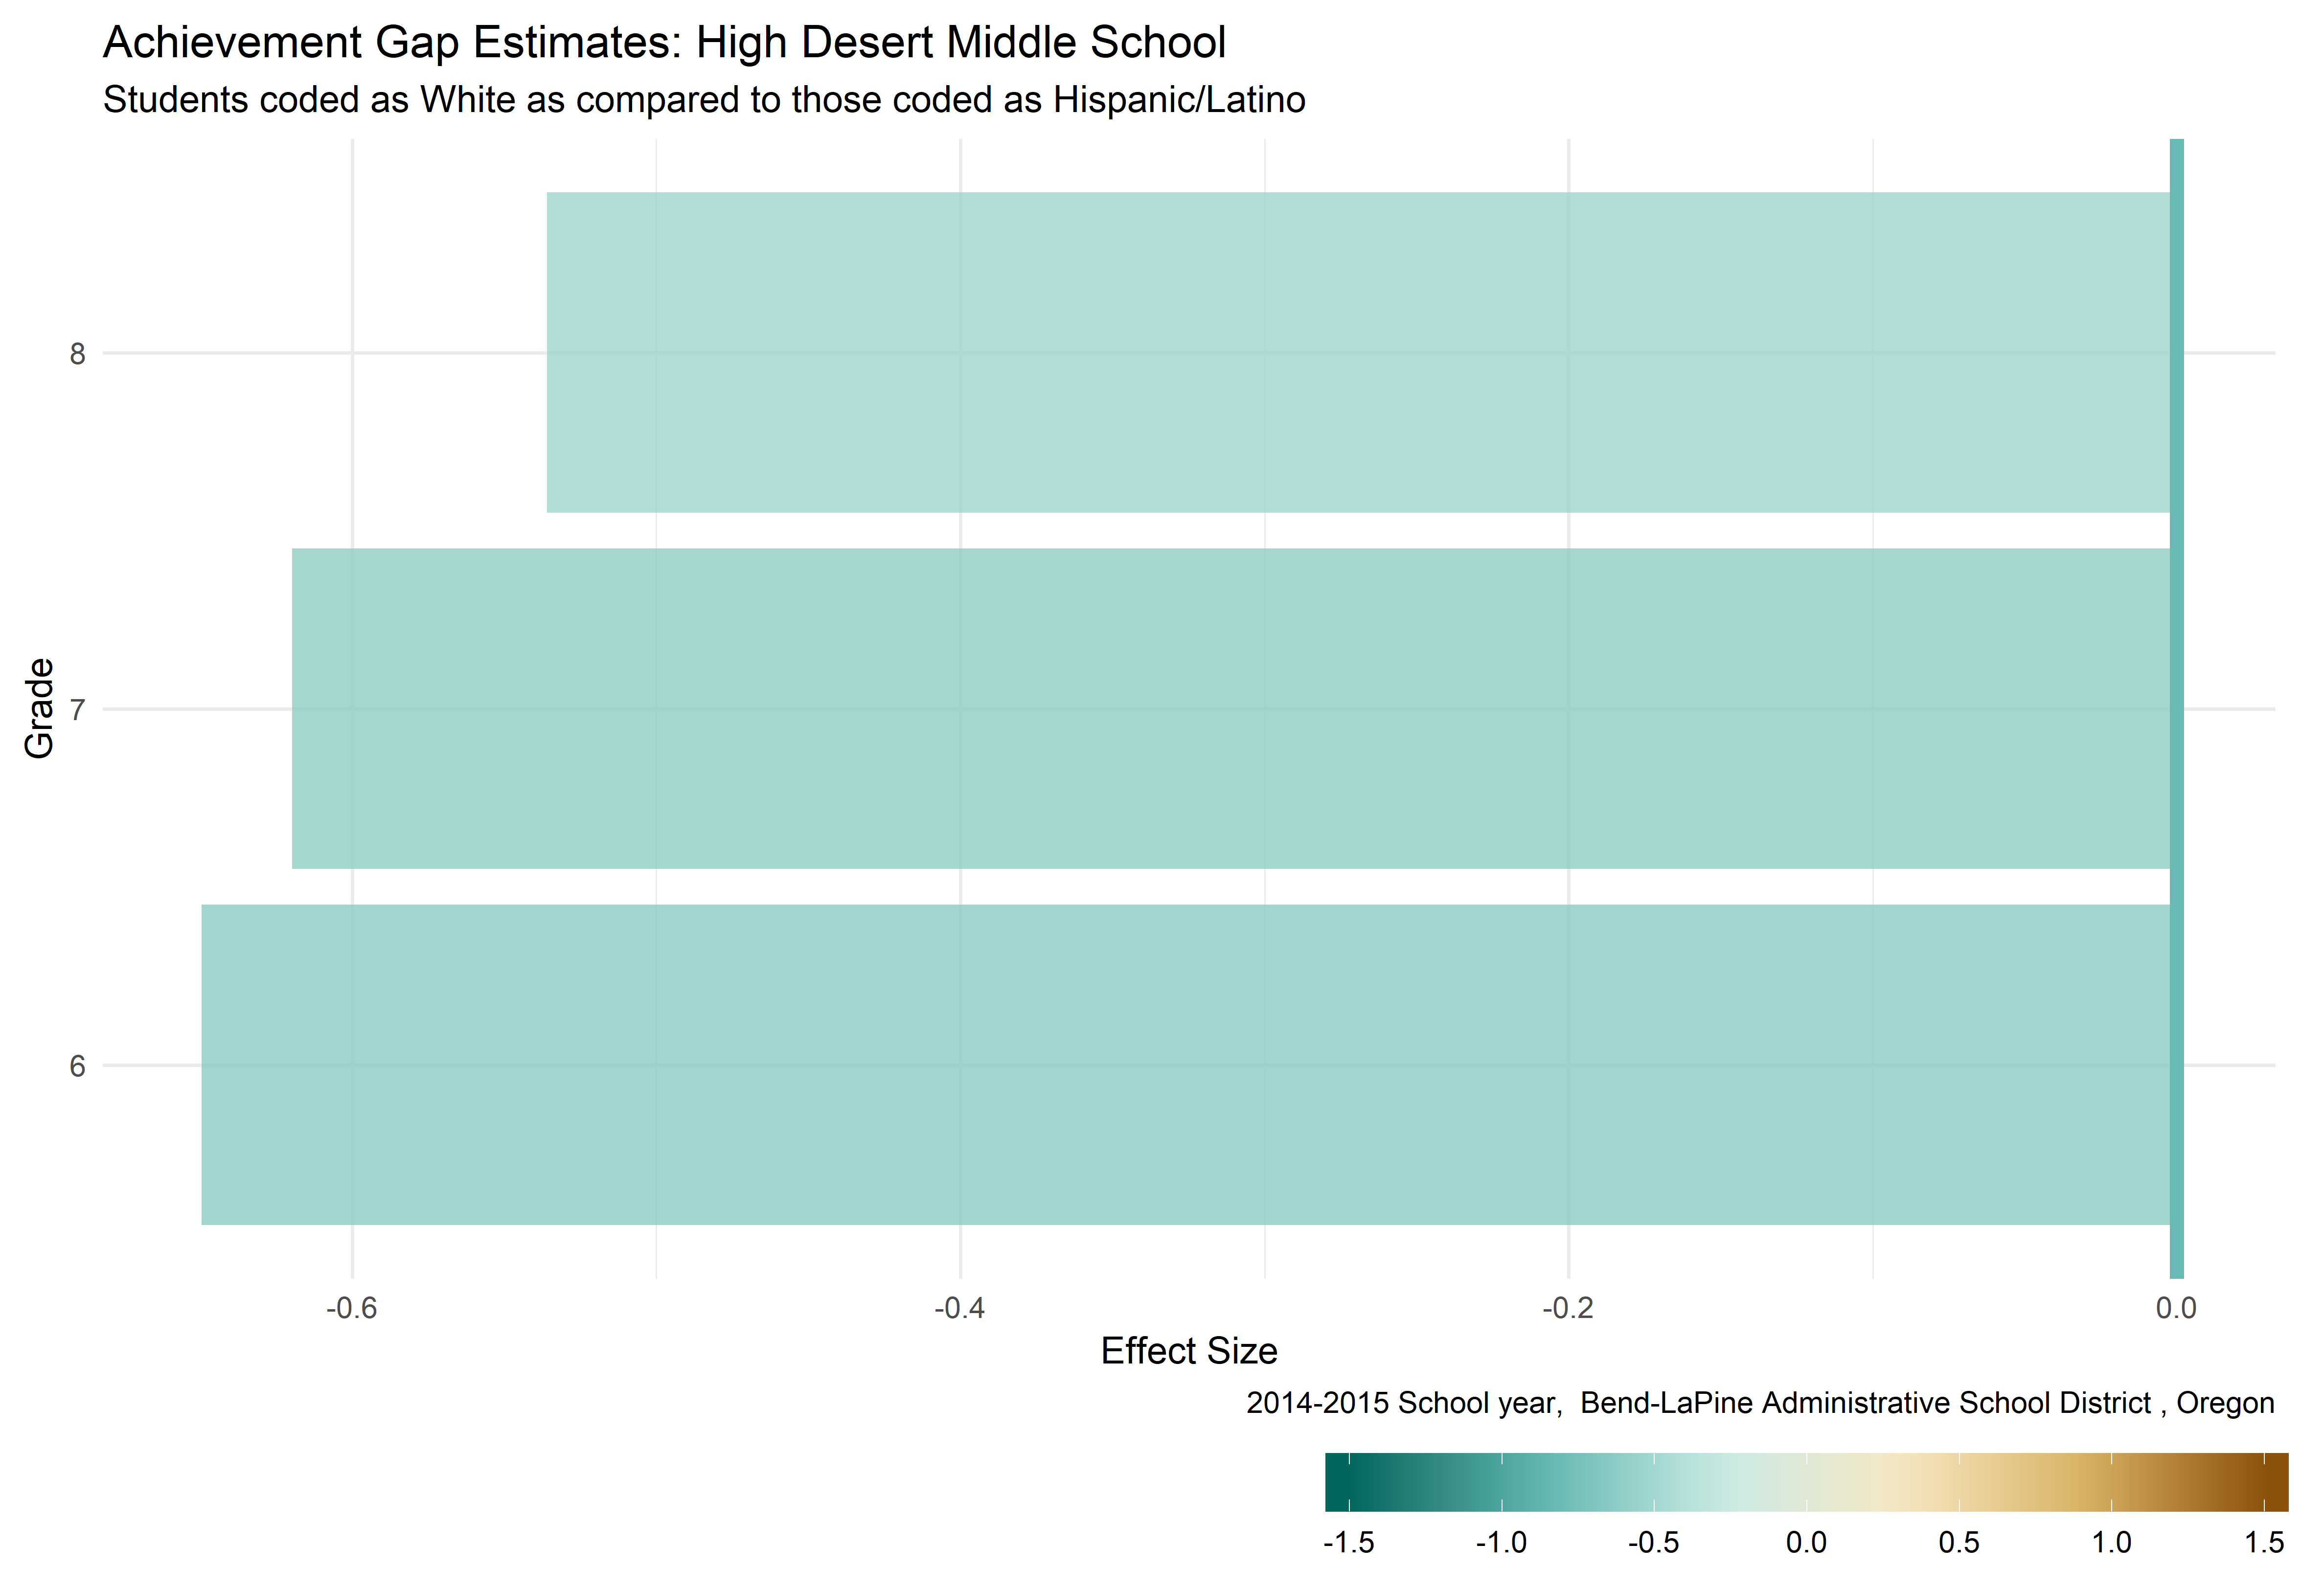 Achievement Gap Estimates: High Desert Middle School
Students coded as White as compared to those coded as Hispanic/Latino
8
7
6
Grade
-0.6 -0.4 -0.2 0.0
Effect Size
2014-2015 School year,  Bend-LaPine Administrative School District , Oregon
-1.5 -1.0 -0.5 0.0 0.5 1.0 1.5